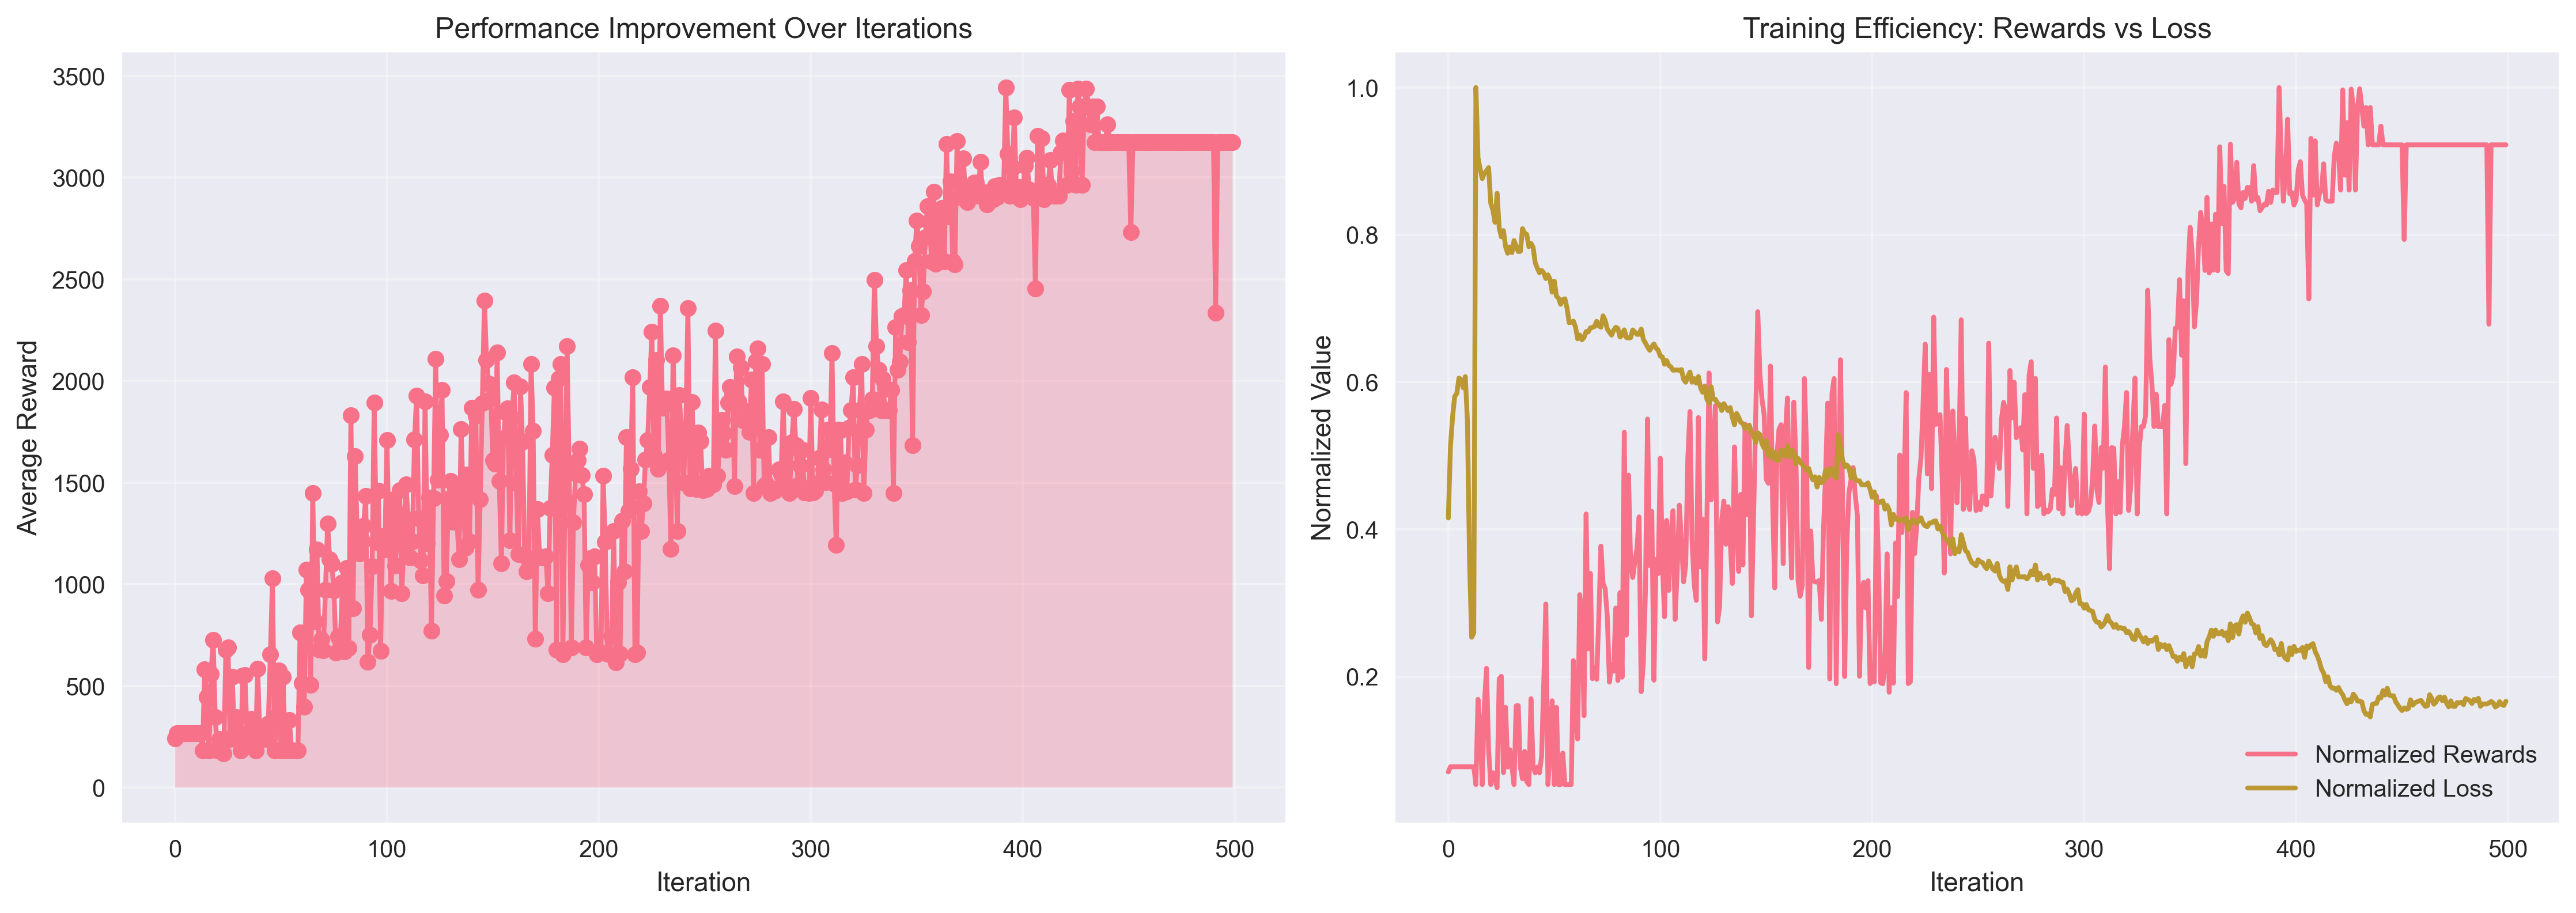 Performance Improvement Over Iterations
Average Reward
3500
3000
2500
2000
1500
1000
500
0
0 100 200 300 400 500
Iteration
Training Efficiency: Rewards vs Loss
Normalized Value
1.0
0.8
0.6
0.4
0.2
Normalized Rewards
Normalized Loss
0 100 200 300 400 500
Iteration